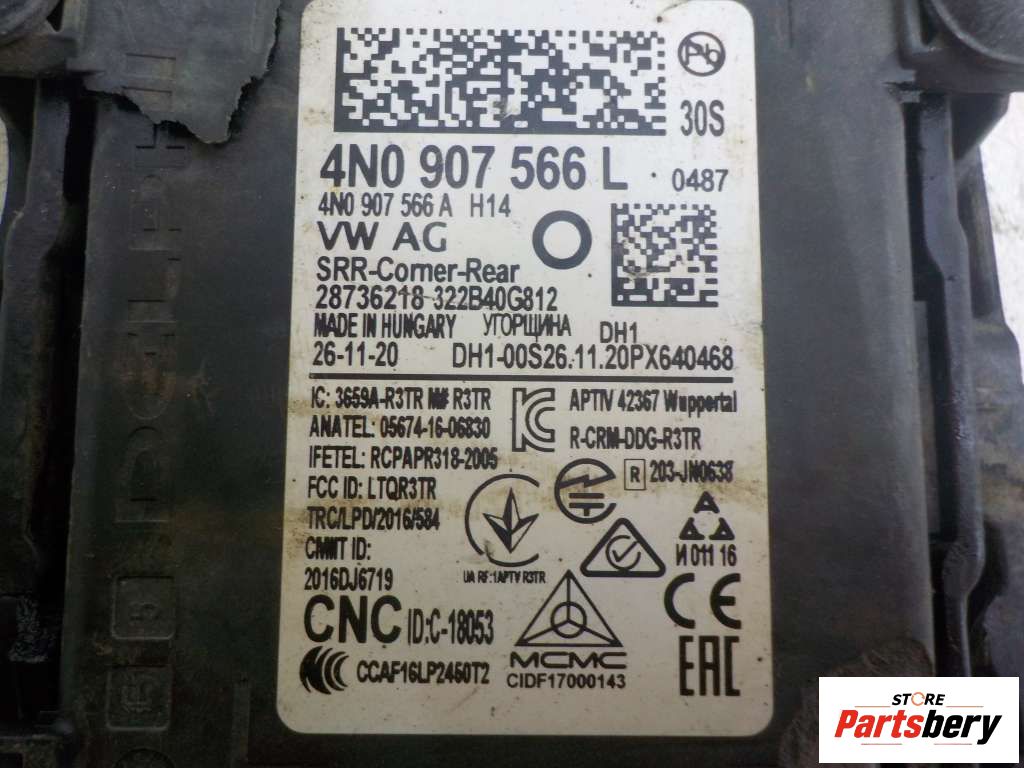 Pb
30S
4N0 907 566 L 0487
4N0 907 566 A H14
VW AG
SRR-Corner-Rear
28736218 322B40G812
MADE IN HUNGARY УГОРЩИНА DH1
26-11-20 DH1-00S26.11.20PX640468
IC: 3659A-R3TR M# R3TR
APTIV 42367 Wuppertal
ANATEL: 05674-16-06830
R-CRM-DDG-R3TR
IFETEL: RCPAPR318-2005
R 203-JN0638
FCC ID: LTQR3TR
TRC/LPD/2016/584
CMIIT ID:
2016DJ6719
UA RF:1APTV R3TR
И 011 16
CNC ID:C-18053
CE
MCMC
CIDF17000143
CCAF16LP2450T2
EAC
STORE
Partsbery